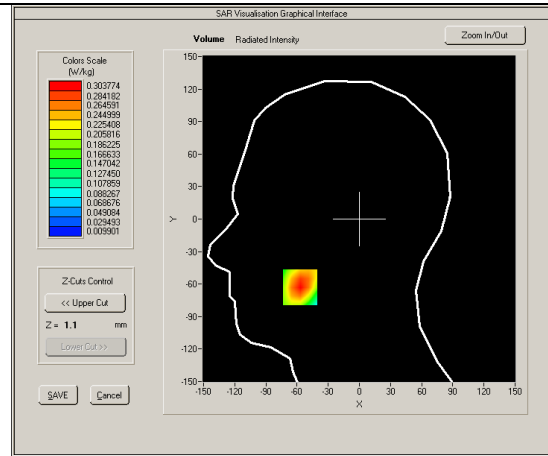 SAR Visualisation Graphical Interface
Volume Radiated Intensity
Zoom In/Out
Colors Scale
(W/kg)
0.303774
0.284182
0.264591
0.244999
0.225408
0.205816
0.186225
0.166633
0.147042
0.127450
0.107859
0.088267
0.068676
0.049084
0.029493
0.009901
Z-Cuts Control
<< Upper Cut
Z = 1.1 mm
Lower Cut >>
SAVE Cancel
150
120
90
60
30
0
-30
-60
-90
-120
-150
Y
-150 -120 -90 -60 -30 0 30 60 90 120 150
X